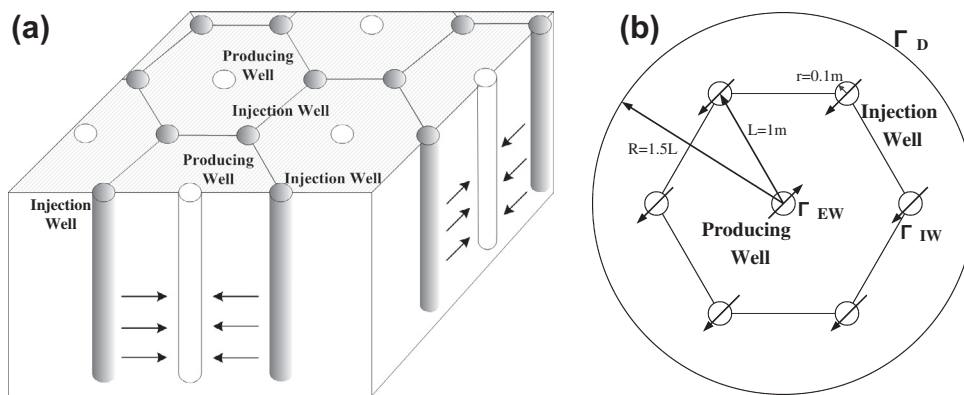 (a)
Producing
Well
Injection Well
Producing
Well
Injection Well
Injection
Well
(b)
Γ D
r=0.1m
Injection
Well
L=1m
R=1.5L
Γ EW
Producing
Well
Γ IW